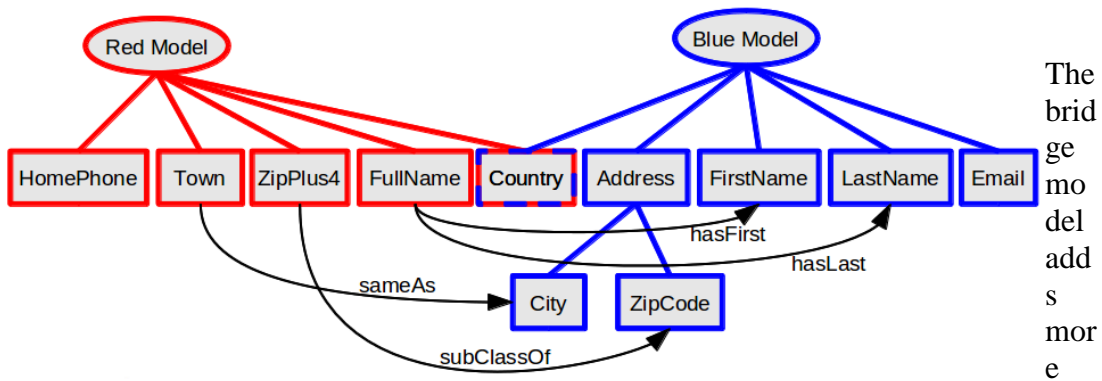 Red Model
Blue Model
HomePhone
Town
ZipPlus4
FullName
Country
Address
FirstName
LastName
Email
hasFirst
hasLast
sameAs
City
ZipCode
subClassOf
The
brid
ge
mo
del
add
s
mor
e